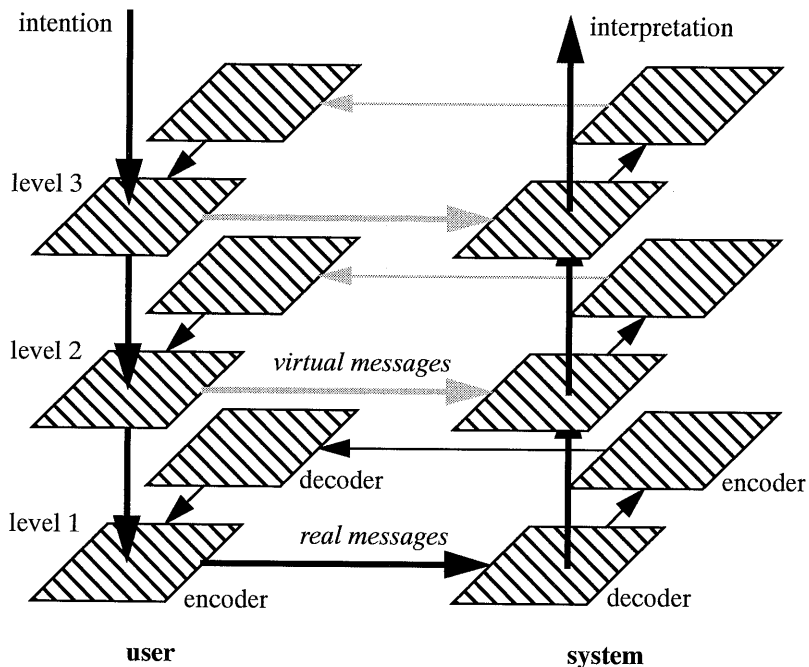 intention
interpretation
level 3
level 2
virtual messages
decoder
encoder
level 1
real messages
encoder
decoder
user
system